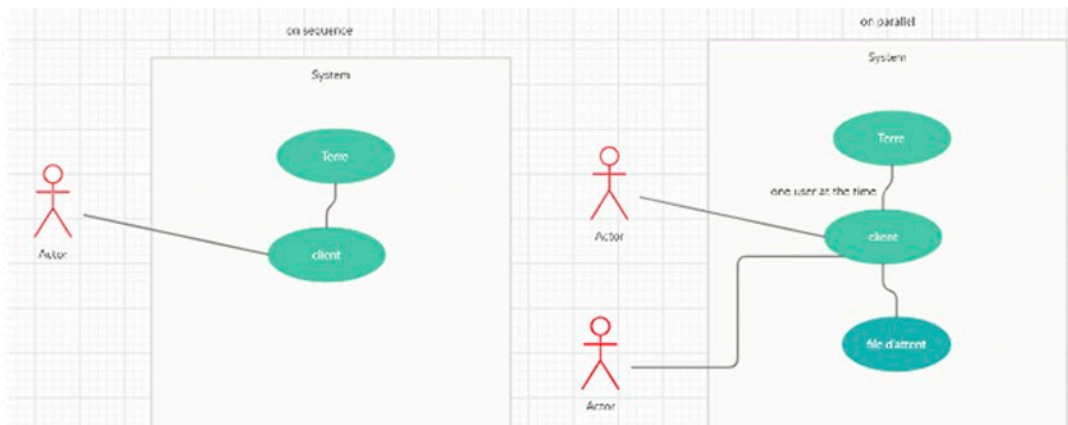 on sequence
System
Terre
client
Actor
on parallel
System
Terre
one user at the time
client
file d'attent
Actor
Actor